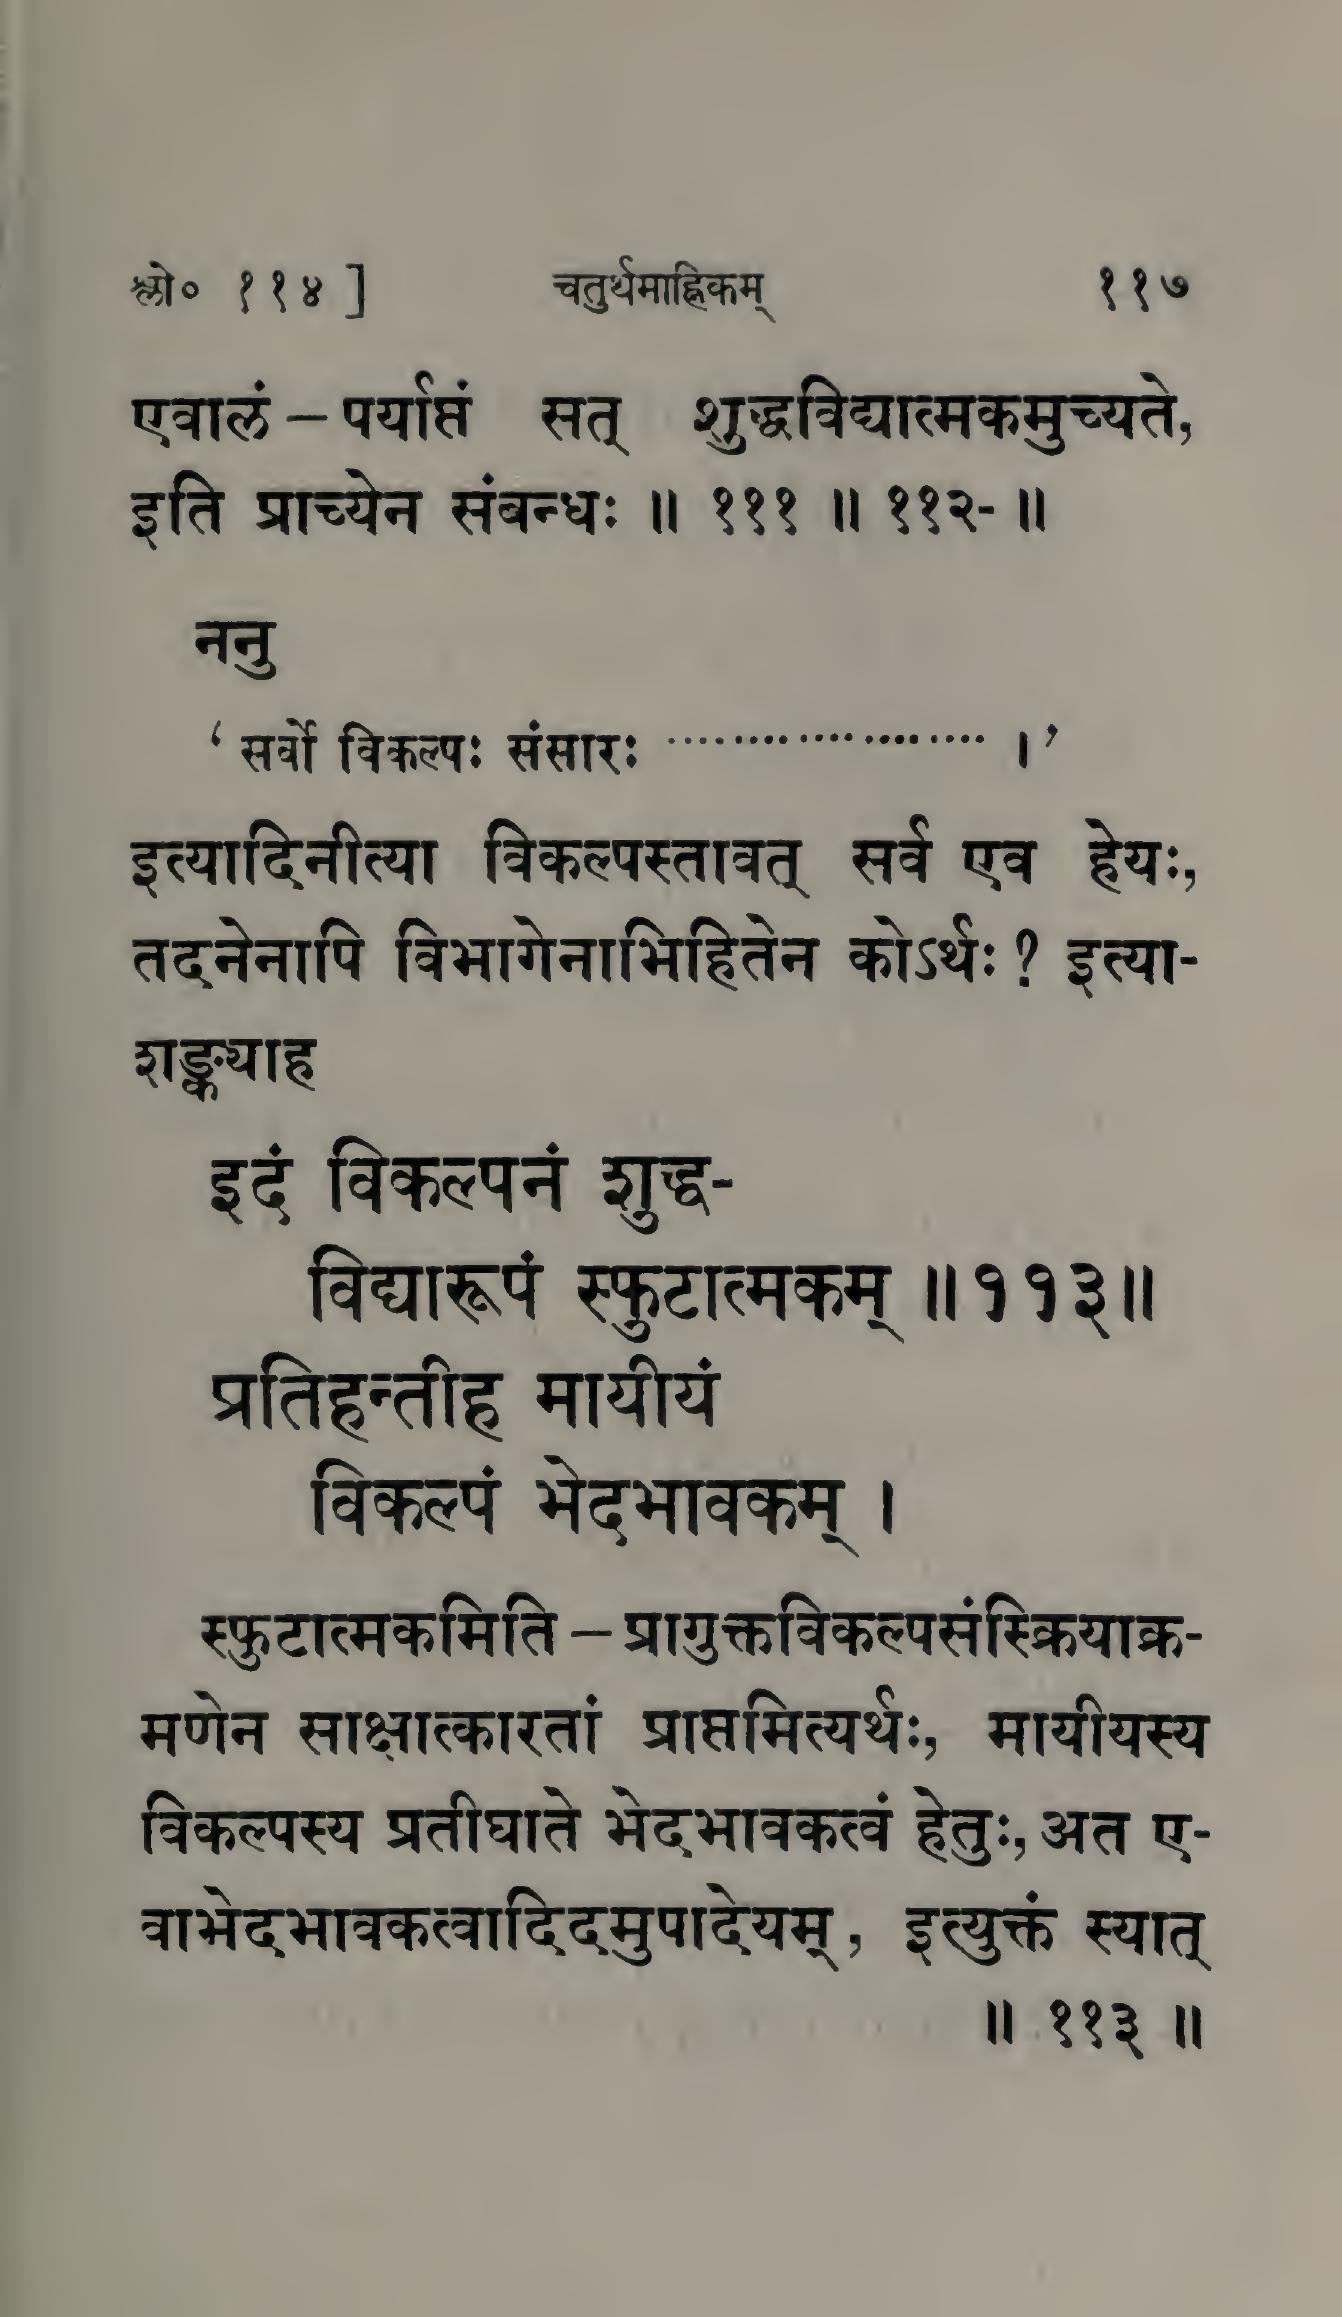 श्लो० ११४ ] चतुर्थमाह्निकम् ११७
एवालं – पर्याप्तं सत् शुद्धविद्यात्मकमुच्यते,
इति प्राच्येन संबन्धः ॥ १११ ॥ ११२- ॥
ननु
‘ सर्वो विकल्पः संसारः ........................ । ’
इत्यादिनीत्या विकल्पस्तावत् सर्व एव हेयः,
तदनेनापि विभागेनाभिहितेन कोऽर्थः ? इत्या-
शङ्क्याह
इदं विकल्पनं शुद्ध-
विद्यारूपं स्फुटात्मकम् ॥ ११३ ॥
प्रतिहन्तीह मायीयं
विकल्पं भेदभावकम् ।
स्फुटात्मकमिति – प्रागुक्तविकल्पसंस्क्रियाक्र-
मणेन साक्षात्कारतां प्राप्तमित्यर्थः, मायीयस्य
विकल्पस्य प्रतीघाते भेदभावकत्वं हेतुः, अत ए-
वाभेदभावकत्वादिदमुपादेयम्, इत्युक्तं स्यात्
॥ ११३ ॥